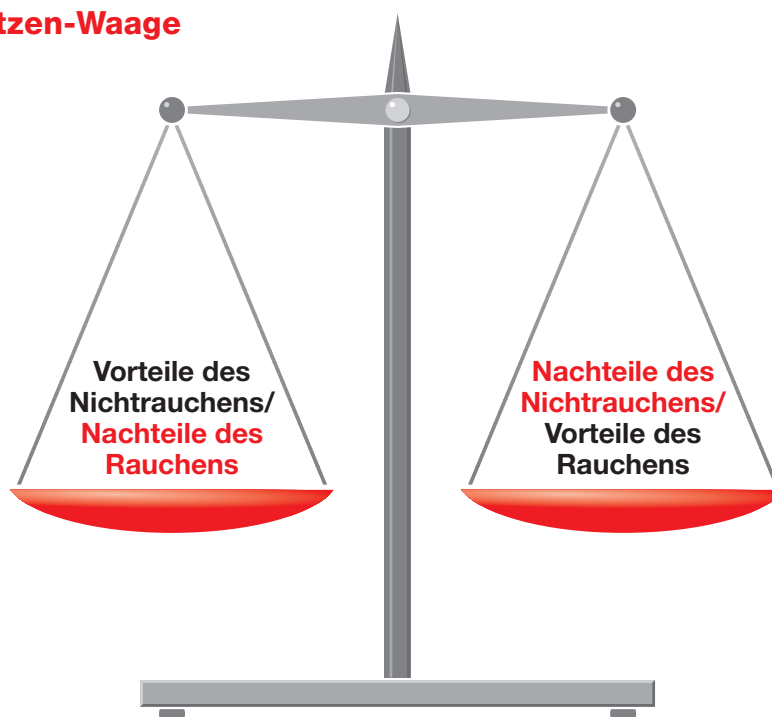 tzen-Waage
Vorteile des
Nichtrauchens/
Nachteile des
Rauchens
Nachteile des
Nichtrauchens/
Vorteile des
Rauchens